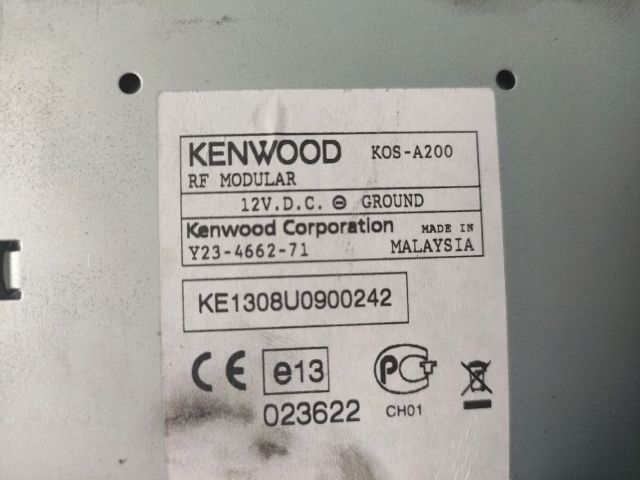 KENWOOD KOS-A200
RF MODULAR
12V.D.C. ⊖ GROUND
Kenwood Corporation MADE IN
Y23-4662-71 MALAYSIA
KE1308U0900242
CE e13 PCT
023622 CH01